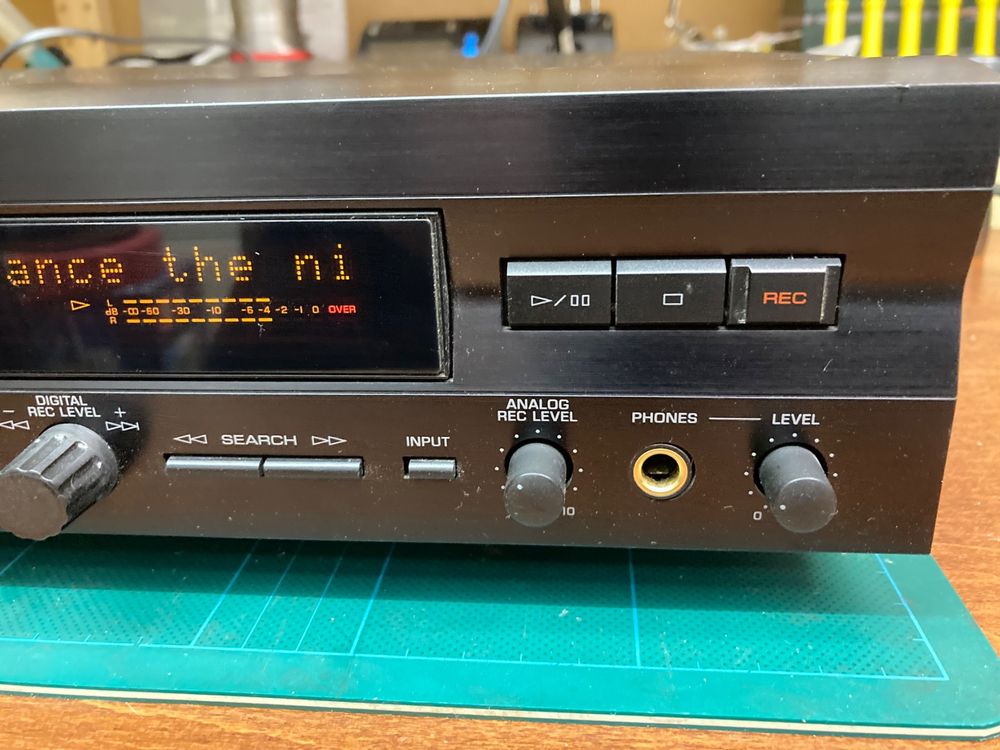 ance the ni
L
dB -∞ -60 -30 -10 -6 -4 -2 -1 0 OVER
R
REC
DIGITAL
REC LEVEL
− +
SEARCH
INPUT
ANALOG
REC LEVEL
10
PHONES
LEVEL
0